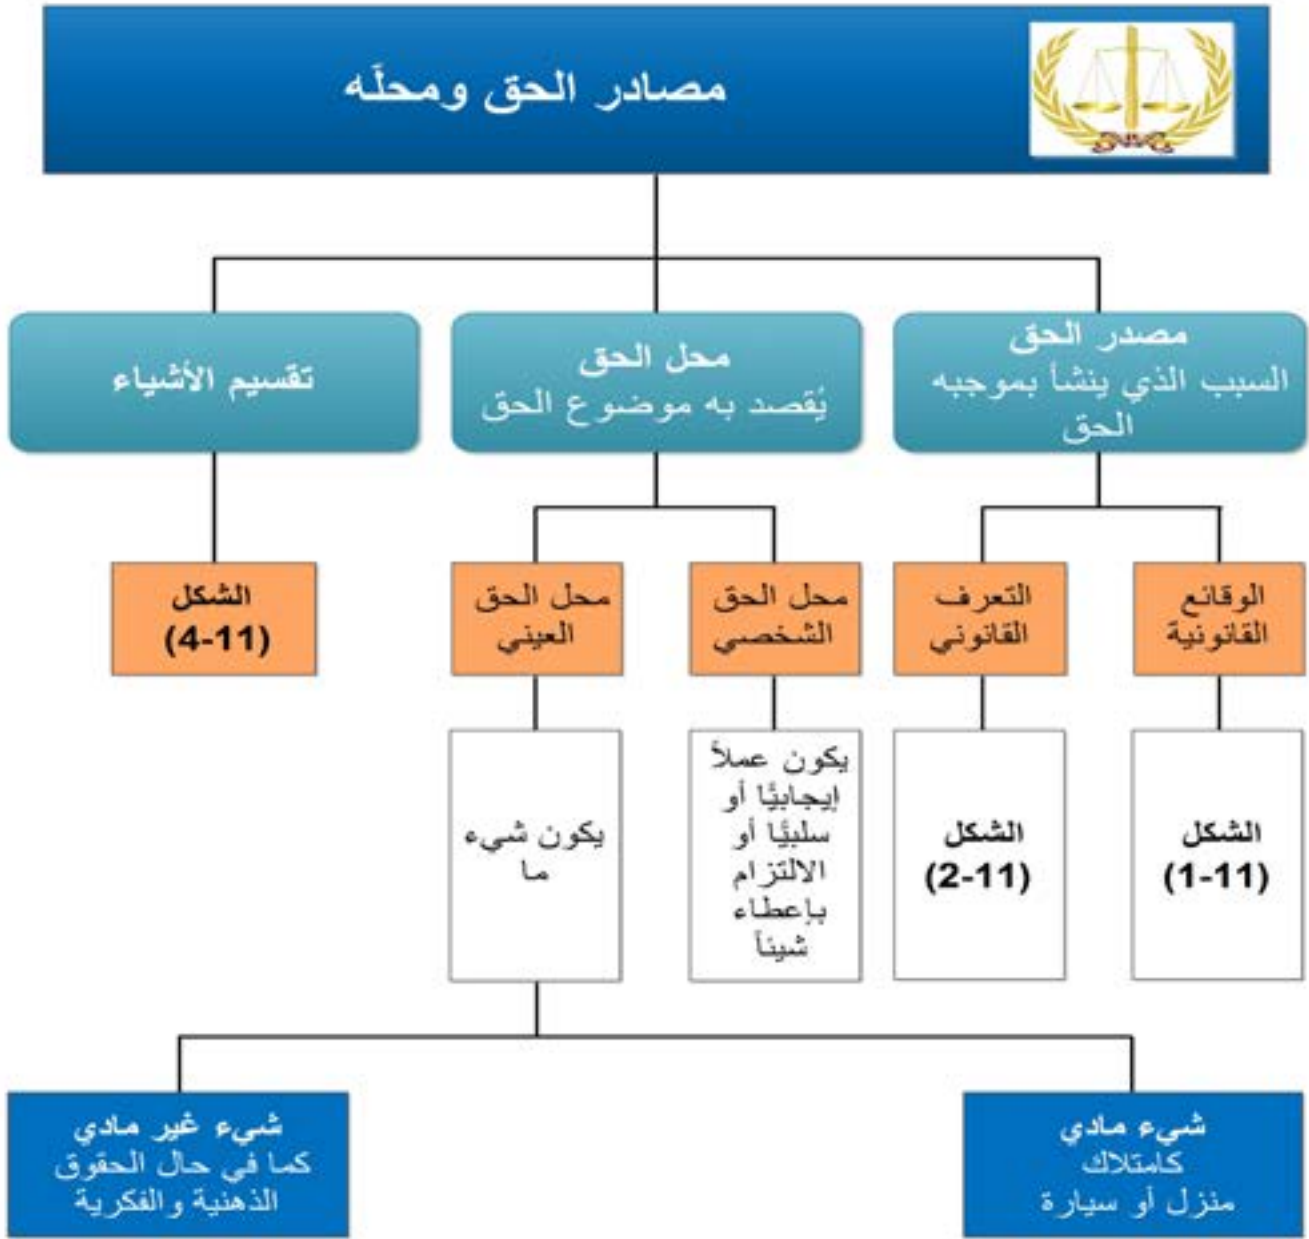 مصادر الحق ومحلّه
مصدر الحق
السبب الذي ينشأ بموجبه
الحق
محل الحق
يُقصد به موضوع الحق
تقسيم الأشياء
الوقائع
القانونية
التعرف
القانوني
محل الحق
الشخصي
محل الحق
العيني
الشكل
(4-11)
الشكل
(1-11)
الشكل
(2-11)
يكون عملاً
إيجابيًّا أو
سلبيًّا أو
الالتزام
بإعطاء
شيئاً
يكون شيء
ما
شيء مادي
كامتلاك
منزل أو سيارة
شيء غير مادي
كما في حال الحقوق
الذهنية والفكرية